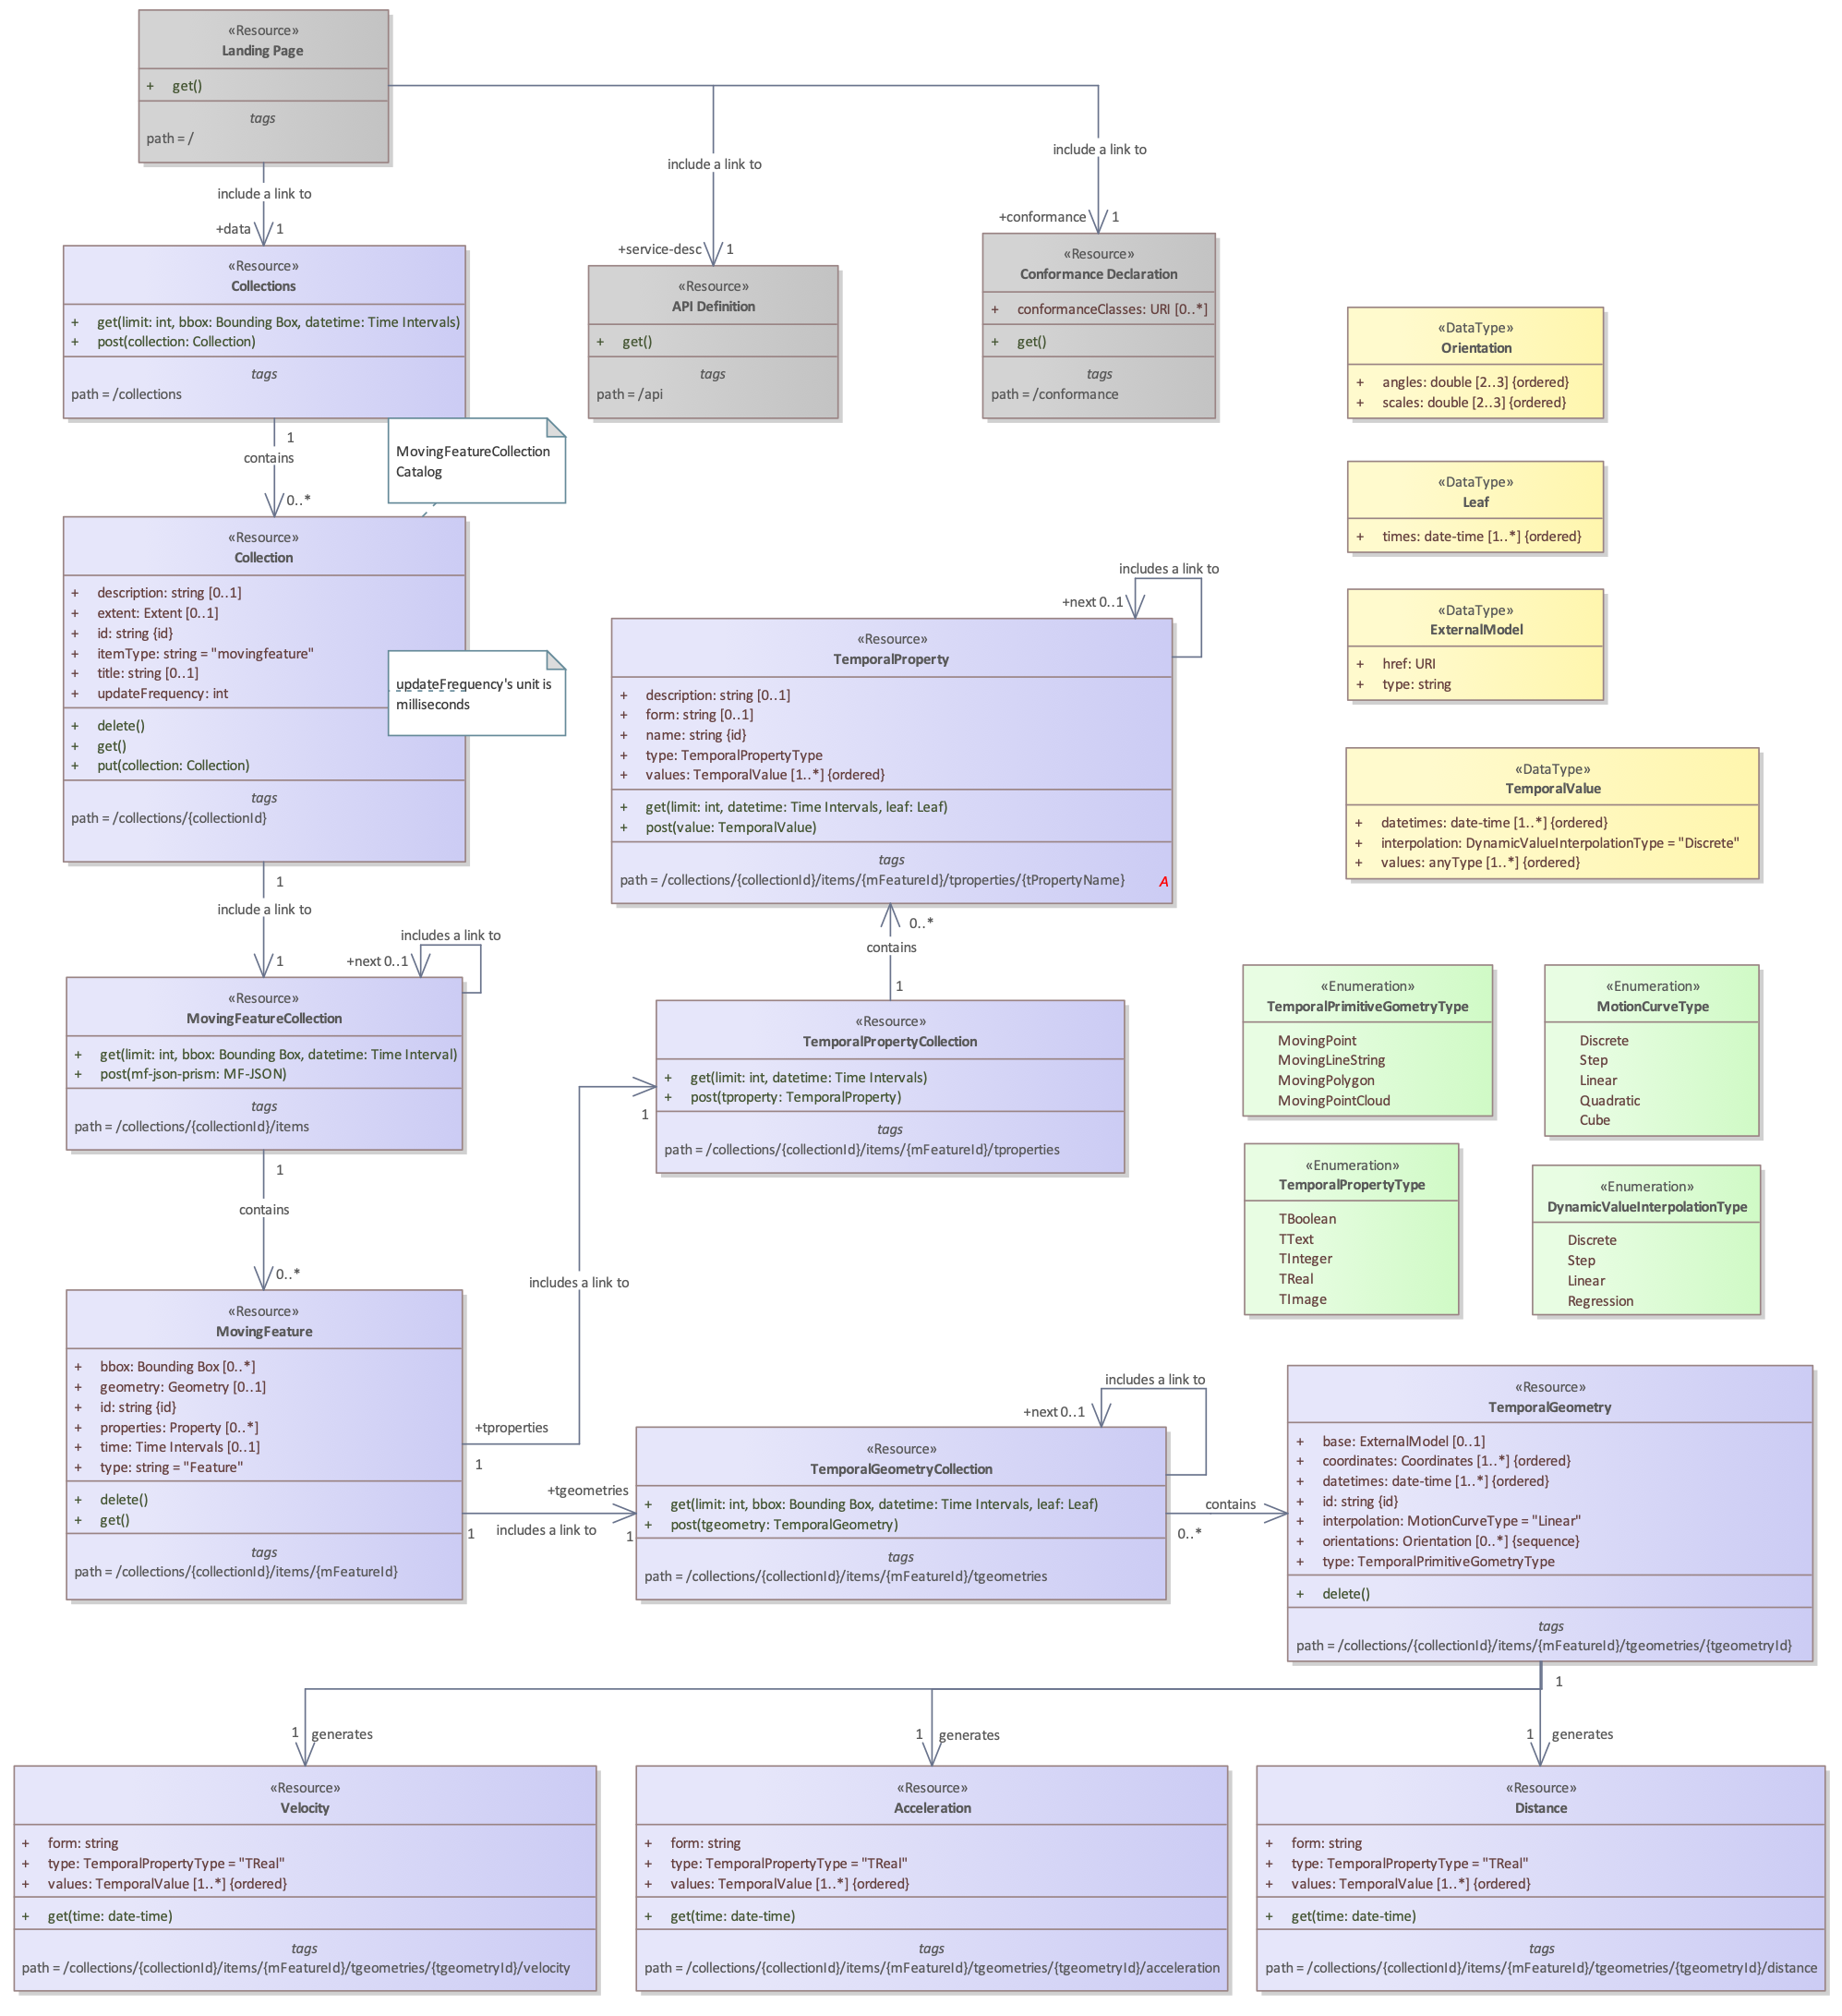 «Resource»
Landing Page
+ get()
tags
path = /
include a link to
+data 1
include a link to
+service-desc 1
include a link to
+conformance 1
«Resource»
Collections
+ get(limit: int, bbox: Bounding Box, datetime: Time Intervals)
+ post(collection: Collection)
tags
path = /collections
«Resource»
API Definition
+ get()
tags
path = /api
«Resource»
Conformance Declaration
+ conformanceClasses: URI [0..*]
+ get()
tags
path = /conformance
«DataType»
Orientation
+ angles: double [2..3] {ordered}
+ scales: double [2..3] {ordered}
1
contains
0..*
MovingFeatureCollection
Catalog
«DataType»
Leaf
+ times: date-time [1..*] {ordered}
«Resource»
Collection
+ description: string [0..1]
+ extent: Extent [0..1]
+ id: string {id}
+ itemType: string = "movingfeature"
+ title: string [0..1]
+ updateFrequency: int
+ delete()
+ get()
+ put(collection: Collection)
tags
path = /collections/{collectionId}
updateFrequency's unit is
milliseconds
includes a link to
+next 0..1
«Resource»
TemporalProperty
+ description: string [0..1]
+ form: string [0..1]
+ name: string {id}
+ type: TemporalPropertyType
+ values: TemporalValue [1..*] {ordered}
+ get(limit: int, datetime: Time Intervals, leaf: Leaf)
+ post(value: TemporalValue)
tags
path = /collections/{collectionId}/items/{mFeatureId}/tproperties/{tPropertyName}
A
«DataType»
ExternalModel
+ href: URI
+ type: string
«DataType»
TemporalValue
+ datetimes: date-time [1..*] {ordered}
+ interpolation: DynamicValueInterpolationType = "Discrete"
+ values: anyType [1..*] {ordered}
1
include a link to
1
includes a link to
+next 0..1
0..*
contains
1
«Resource»
MovingFeatureCollection
+ get(limit: int, bbox: Bounding Box, datetime: Time Interval)
+ post(mf-json-prism: MF-JSON)
tags
path = /collections/{collectionId}/items
«Resource»
TemporalPropertyCollection
+ get(limit: int, datetime: Time Intervals)
+ post(tproperty: TemporalProperty)
tags
path = /collections/{collectionId}/items/{mFeatureId}/tproperties
1
«Enumeration»
TemporalPrimitiveGometryType
MovingPoint
MovingLineString
MovingPolygon
MovingPointCloud
«Enumeration»
MotionCurveType
Discrete
Step
Linear
Quadratic
Cube
«Enumeration»
TemporalPropertyType
TBoolean
TText
TInteger
TReal
TImage
«Enumeration»
DynamicValueInterpolationType
Discrete
Step
Linear
Regression
1
contains
0..*
includes a link to
«Resource»
MovingFeature
+ bbox: Bounding Box [0..*]
+ geometry: Geometry [0..1]
+ id: string {id}
+ properties: Property [0..*]
+ time: Time Intervals [0..1]
+ type: string = "Feature"
+ delete()
+ get()
tags
path = /collections/{collectionId}/items/{mFeatureId}
+tproperties
1
+tgeometries
1 includes a link to 1
includes a link to
+next 0..1
«Resource»
TemporalGeometryCollection
+ get(limit: int, bbox: Bounding Box, datetime: Time Intervals, leaf: Leaf)
+ post(tgeometry: TemporalGeometry)
tags
path = /collections/{collectionId}/items/{mFeatureId}/tgeometries
contains
0..*
«Resource»
TemporalGeometry
+ base: ExternalModel [0..1]
+ coordinates: Coordinates [1..*] {ordered}
+ datetimes: date-time [1..*] {ordered}
+ id: string {id}
+ interpolation: MotionCurveType = "Linear"
+ orientations: Orientation [0..*] {sequence}
+ type: TemporalPrimitiveGometryType
+ delete()
tags
path = /collections/{collectionId}/items/{mFeatureId}/tgeometries/{tgeometryId}
1
1 generates
1 generates
1 generates
«Resource»
Velocity
+ form: string
+ type: TemporalPropertyType = "TReal"
+ values: TemporalValue [1..*] {ordered}
+ get(time: date-time)
tags
path = /collections/{collectionId}/items/{mFeatureId}/tgeometries/{tgeometryId}/velocity
«Resource»
Acceleration
+ form: string
+ type: TemporalPropertyType = "TReal"
+ values: TemporalValue [1..*] {ordered}
+ get(time: date-time)
tags
path = /collections/{collectionId}/items/{mFeatureId}/tgeometries/{tgeometryId}/acceleration
«Resource»
Distance
+ form: string
+ type: TemporalPropertyType = "TReal"
+ values: TemporalValue [1..*] {ordered}
+ get(time: date-time)
tags
path = /collections/{collectionId}/items/{mFeatureId}/tgeometries/{tgeometryId}/distance